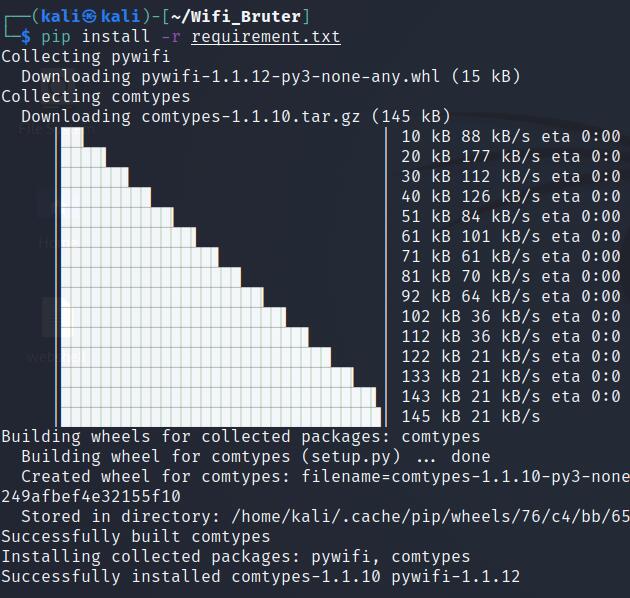 ┌──(kali㉿kali)-[~/Wifi_Bruter]
└─$ pip install -r requirement.txt
Collecting pywifi
  Downloading pywifi-1.1.12-py3-none-any.whl (15 kB)
Collecting comtypes
  Downloading comtypes-1.1.10.tar.gz (145 kB)
10 kB 88 kB/s eta 0:00
20 kB 177 kB/s eta 0:00
30 kB 112 kB/s eta 0:00
40 kB 126 kB/s eta 0:0
51 kB 84 kB/s eta 0:00
61 kB 101 kB/s eta 0:0
71 kB 61 kB/s eta 0:00
81 kB 70 kB/s eta 0:00
92 kB 64 kB/s eta 0:00
102 kB 36 kB/s eta 0:0
112 kB 36 kB/s eta 0:0
122 kB 21 kB/s eta 0:0
133 kB 21 kB/s eta 0:0
143 kB 21 kB/s eta 0:0
145 kB 21 kB/s
Building wheels for collected packages: comtypes
  Building wheel for comtypes (setup.py) ... done
  Created wheel for comtypes: filename=comtypes-1.1.10-py3-none
249afbef4e32155f10
  Stored in directory: /home/kali/.cache/pip/wheels/76/c4/bb/65
Successfully built comtypes
Installing collected packages: pywifi, comtypes
Successfully installed comtypes-1.1.10 pywifi-1.1.12